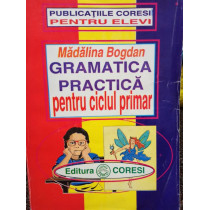 PUBLICAȚIILE CORESI
PENTRU ELEVI
Mădălina Bogdan
GRAMATICA
PRACTICĂ
pentru ciclul primar
Editura CORESI